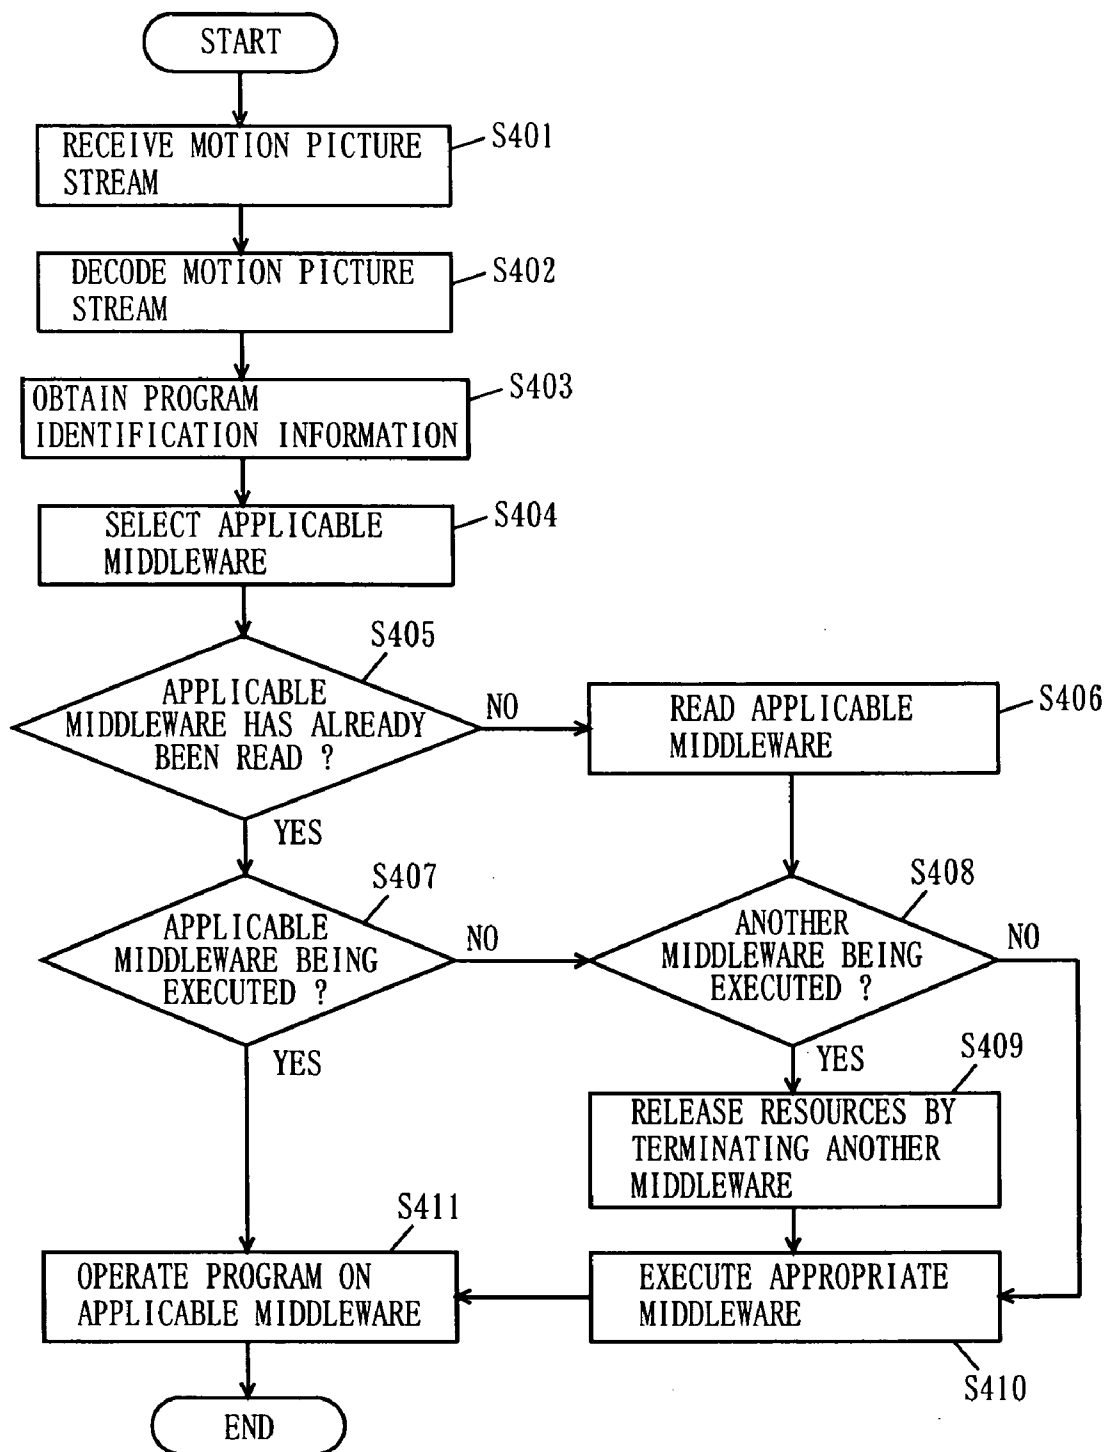 START
RECEIVE MOTION PICTURE
STREAM
S401
DECODE MOTION PICTURE
STREAM
S402
OBTAIN PROGRAM
IDENTIFICATION INFORMATION
S403
SELECT APPLICABLE
MIDDLEWARE
S404
S405
APPLICABLE
MIDDLEWARE HAS ALREADY
BEEN READ ?
NO
READ APPLICABLE
MIDDLEWARE
S406
YES
S407
APPLICABLE
MIDDLEWARE BEING
EXECUTED ?
NO
S408
ANOTHER
MIDDLEWARE BEING
EXECUTED ?
NO
YES
YES
S409
RELEASE RESOURCES BY
TERMINATING ANOTHER
MIDDLEWARE
S411
OPERATE PROGRAM ON
APPLICABLE MIDDLEWARE
EXECUTE APPROPRIATE
MIDDLEWARE
S410
END